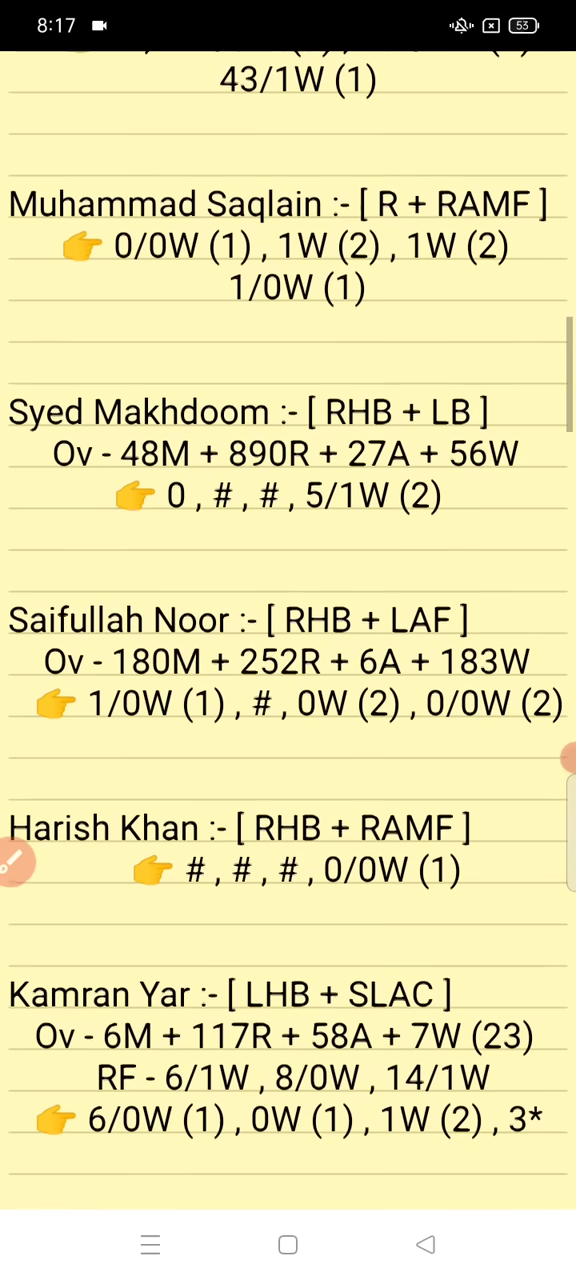 8:17
53
43/1W (1)
Muhammad Saqlain :- [ R + RAMF ]
👉 0/0W (1) , 1W (2) , 1W (2)
1/0W (1)
Syed Makhdoom :- [ RHB + LB ]
Ov - 48M + 890R + 27A + 56W
👉 0 , # , # , 5/1W (2)
Saifullah Noor :- [ RHB + LAF ]
Ov - 180M + 252R + 6A + 183W
👉 1/0W (1) , # , 0W (2) , 0/0W (2)
Harish Khan :- [ RHB + RAMF ]
👉 # , # , # , 0/0W (1)
Kamran Yar :- [ LHB + SLAC ]
Ov - 6M + 117R + 58A + 7W (23)
RF - 6/1W , 8/0W , 14/1W
👉 6/0W (1) , 0W (1) , 1W (2) , 3*